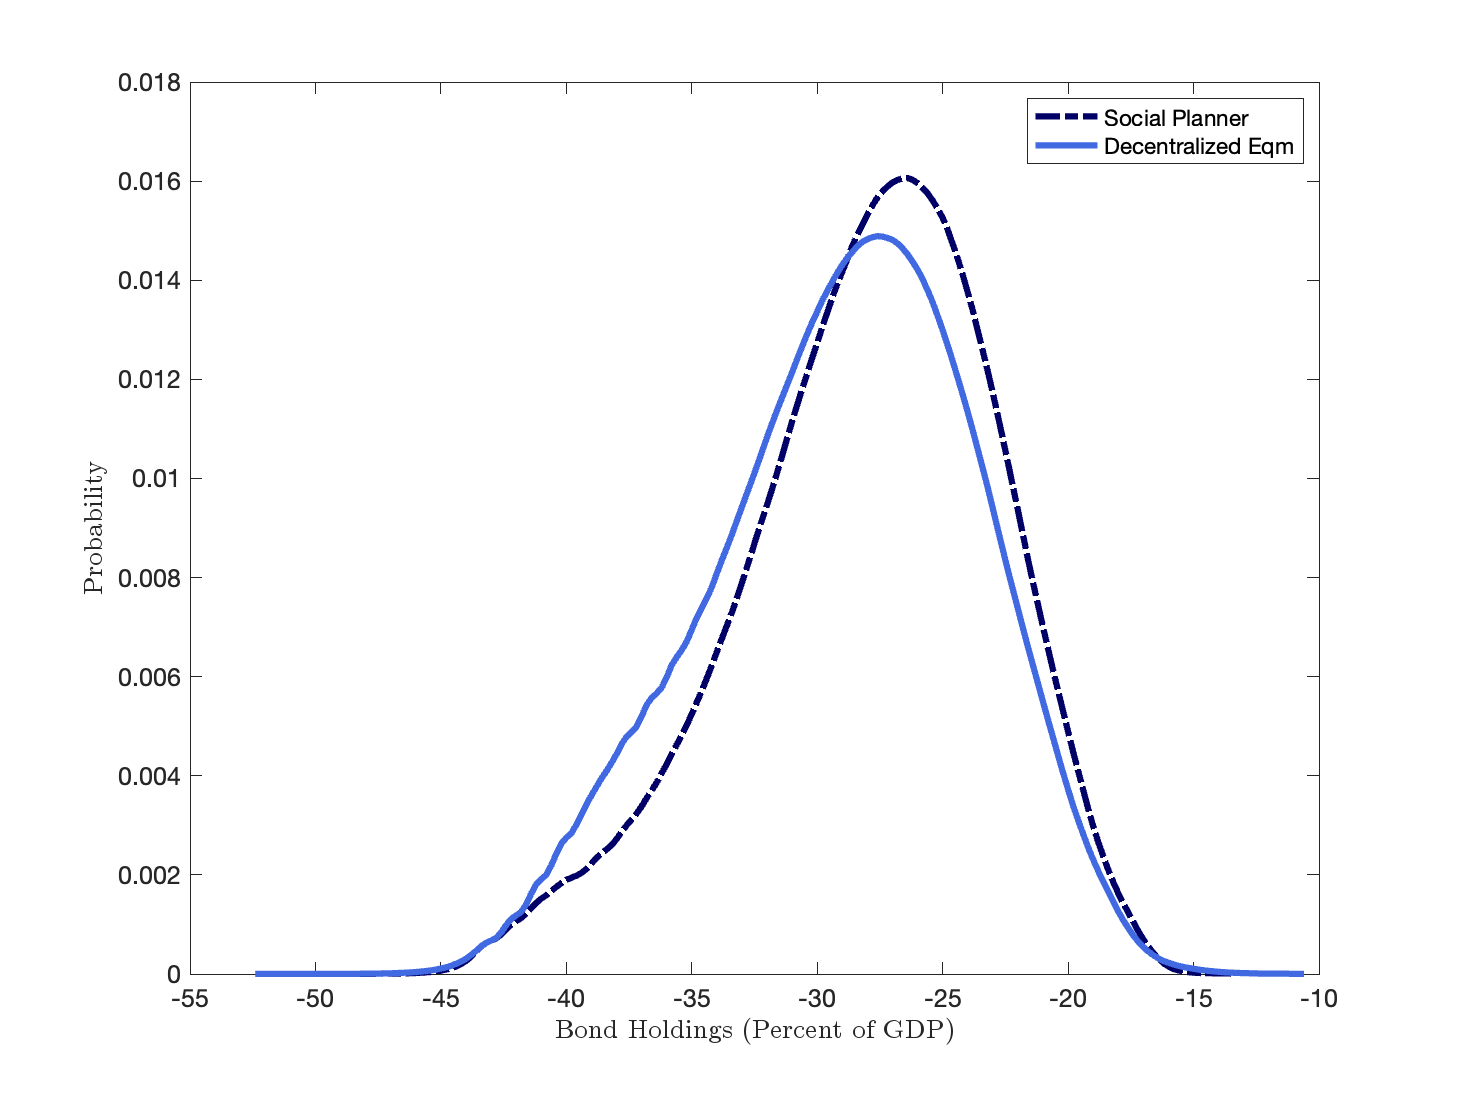 0.018
0.016
0.014
0.012
0.01
0.008
0.006
0.004
0.002
0
Probability
Social Planner
Decentralized Eqm
-55 -50 -45 -40 -35 -30 -25 -20 -15 -10
Bond Holdings (Percent of GDP)